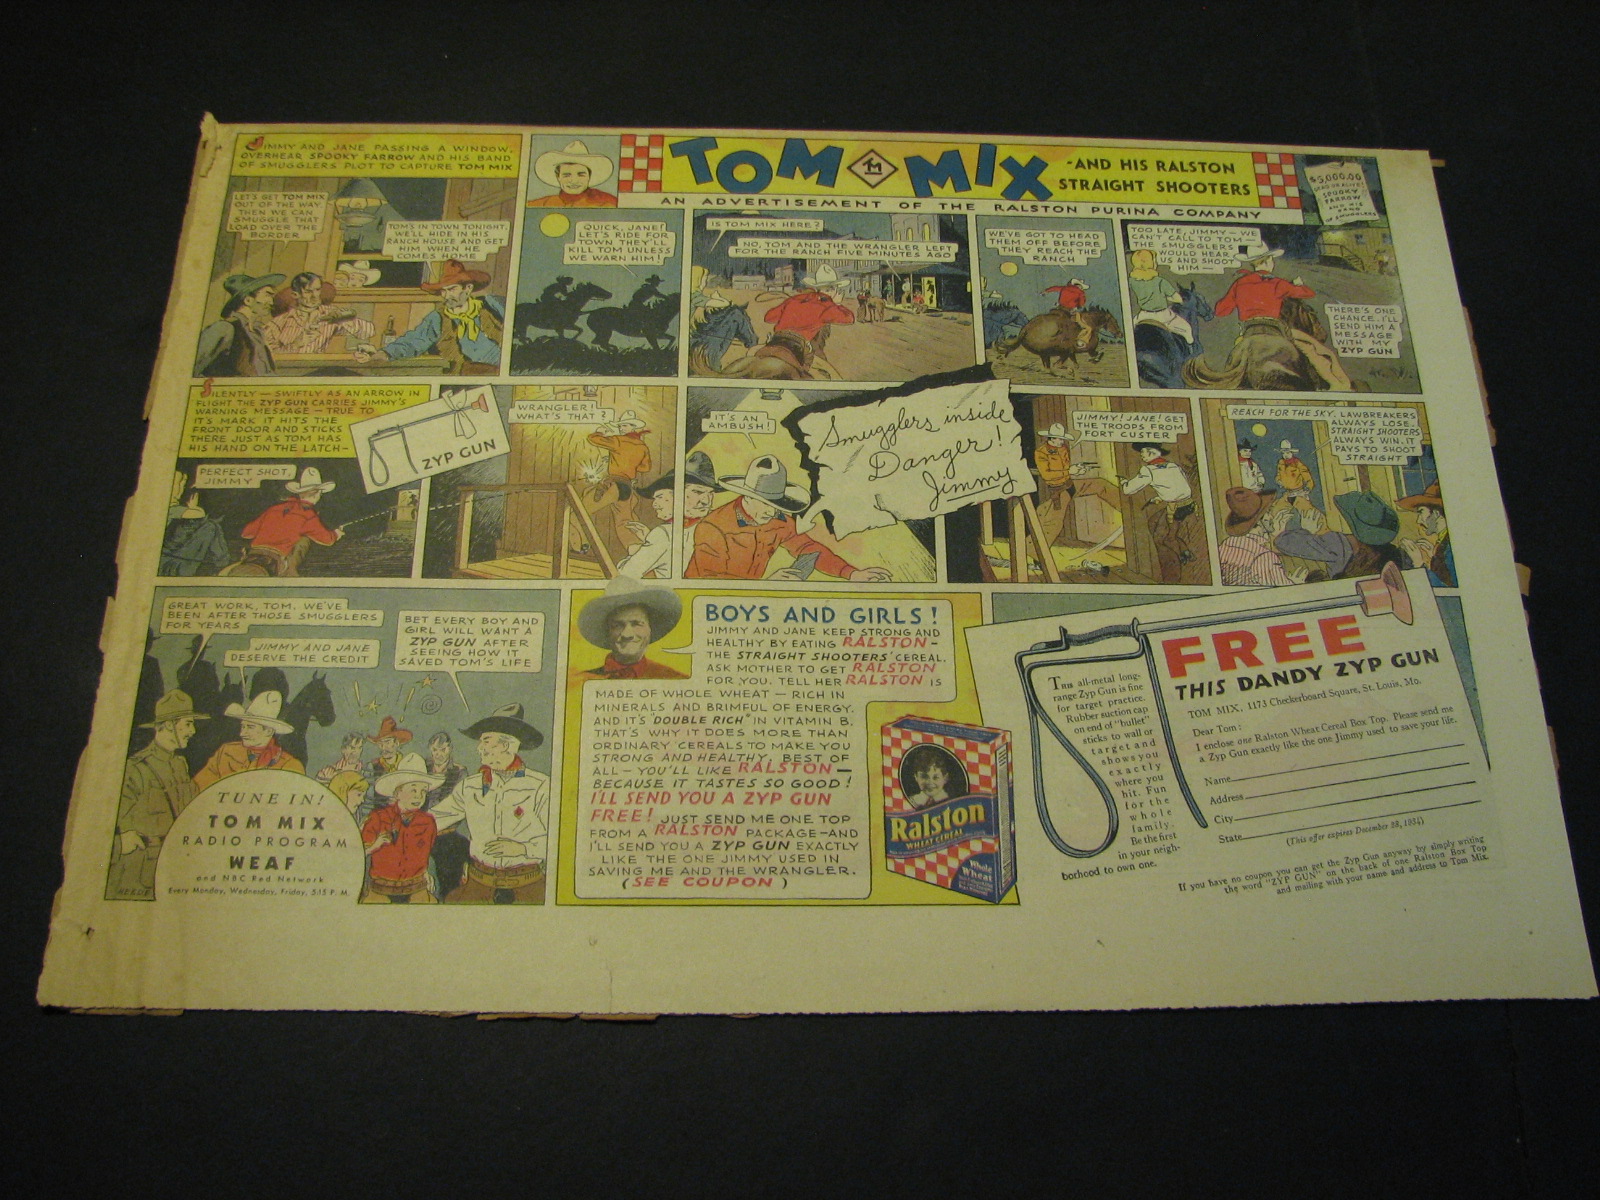 JIMMY AND JANE PASSING A WINDOW,
OVERHEAR SPOOKY FARROW AND HIS BAND
OF SMUGGLERS PLOT TO CAPTURE TOM MIX
LET'S GET TOM MIX
OUT OF THE WAY.
THEN WE CAN
SMUGGLE THAT
LOAD OVER THE
BORDER
TOM'S IN TOWN TONIGHT.
WE'LL HIDE IN HIS
RANCH HOUSE AND GET
HIM WHEN HE
COMES HOME
TOM MIX
TM
-AND HIS RALSTON
STRAIGHT SHOOTERS
AN ADVERTISEMENT OF THE RALSTON PURINA COMPANY
$5,000.00
DEAD OR ALIVE!
SPOOKY
FARROW
AND HIS
BAND
OF SMUGGLERS
QUICK, JANE!
LET'S RIDE FOR
TOWN THEY'LL
KILL TOM UNLESS
WE WARN HIM!
IS TOM MIX HERE?
NO, TOM AND THE WRANGLER LEFT
FOR THE RANCH FIVE MINUTES AGO
WE'VE GOT TO HEAD
THEM OFF BEFORE
THEY REACH THE
RANCH
TOO LATE, JIMMY - WE
CAN'T CALL TO TOM -
THE SMUGGLERS
WOULD HEAR
US AND SHOOT
HIM -
THERE'S ONE
CHANCE. I'LL
SEND HIM A
MESSAGE
WITH MY
ZYP GUN
SILENTLY - SWIFTLY AS AN ARROW IN
FLIGHT THE ZYP GUN CARRIES JIMMY'S
WARNING MESSAGE - TRUE TO
IT'S MARK IT HITS THE
FRONT DOOR AND STICKS
THERE JUST AS TOM HAS
HIS HAND ON THE LATCH-
ZYP GUN
PERFECT SHOT,
JIMMY
WRANGLER!
WHAT'S THAT?
IT'S AN
AMBUSH!
Smugglers inside
Danger!
Jimmy
JIMMY! JANE! GET
THE TROOPS FROM
FORT CUSTER
REACH FOR THE SKY. LAWBREAKERS
ALWAYS LOSE.
STRAIGHT SHOOTERS
ALWAYS WIN. IT
PAYS TO SHOOT
STRAIGHT
GREAT WORK, TOM. WE'VE
BEEN AFTER THOSE SMUGGLERS
FOR YEARS
JIMMY AND JANE
DESERVE THE CREDIT
BET EVERY BOY AND
GIRL WILL WANT A
ZYP GUN AFTER
SEEING HOW IT
SAVED TOM'S LIFE
TUNE IN!
TOM MIX
RADIO PROGRAM
WEAF
and NBC Red Network
Every Monday, Wednesday, Friday, 5:15 P. M.
BOYS AND GIRLS!
JIMMY AND JANE KEEP STRONG AND
HEALTHY BY EATING RALSTON -
THE STRAIGHT SHOOTERS' CEREAL.
ASK MOTHER TO GET RALSTON
FOR YOU. TELL HER RALSTON IS
MADE OF WHOLE WHEAT - RICH IN
MINERALS AND BRIMFUL OF ENERGY.
AND IT'S "DOUBLE RICH" IN VITAMIN B,
THAT'S WHY IT DOES MORE THAN
ORDINARY CEREALS TO MAKE YOU
STRONG AND HEALTHY. BEST OF
ALL - YOU'LL LIKE RALSTON -
BECAUSE IT TASTES SO GOOD!
I'LL SEND YOU A ZYP GUN
FREE! JUST SEND ME ONE TOP
FROM A RALSTON PACKAGE - AND
I'LL SEND YOU A ZYP GUN EXACTLY
LIKE THE ONE JIMMY USED IN
SAVING ME AND THE WRANGLER.
(SEE COUPON)
Ralston
WHEAT CEREAL
Whole
Wheat
THIS all-metal long-
range Zyp Gun is fine
for target practice.
Rubber suction cap
on end of "bullet"
sticks to wall or
target and
shows you
exactly
where you
hit. Fun
for the
whole
family.
Be the first
in your neigh-
borhood to own one.
FREE
THIS DANDY ZYP GUN
TOM MIX, 1173 Checkerboard Square, St. Louis, Mo.
Dear Tom:
I enclose one Ralston Wheat Cereal Box Top. Please send me
a Zyp Gun exactly like the one Jimmy used to save your life.
Name
Address
City
State
(This offer expires December 28, 1934)
If you have no coupon you can get the Zyp Gun anyway by simply writing
the word "ZYP GUN" on the back of one Ralston Box Top
and mailing with your name and address to Tom Mix.